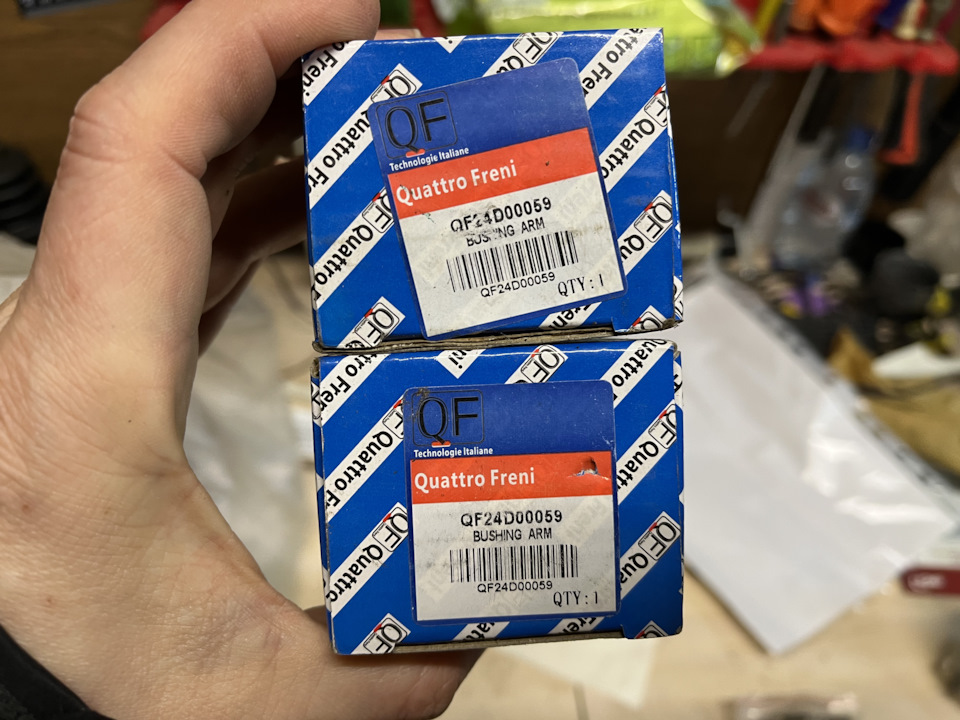 QF
Technologie Italiane
Quattro Freni
QF24D00059
BUSHING ARM
QF24D00059
QTY:1
QF
Technologie Italiane
Quattro Freni
QF24D00059
BUSHING ARM
QF24D00059
QTY:1